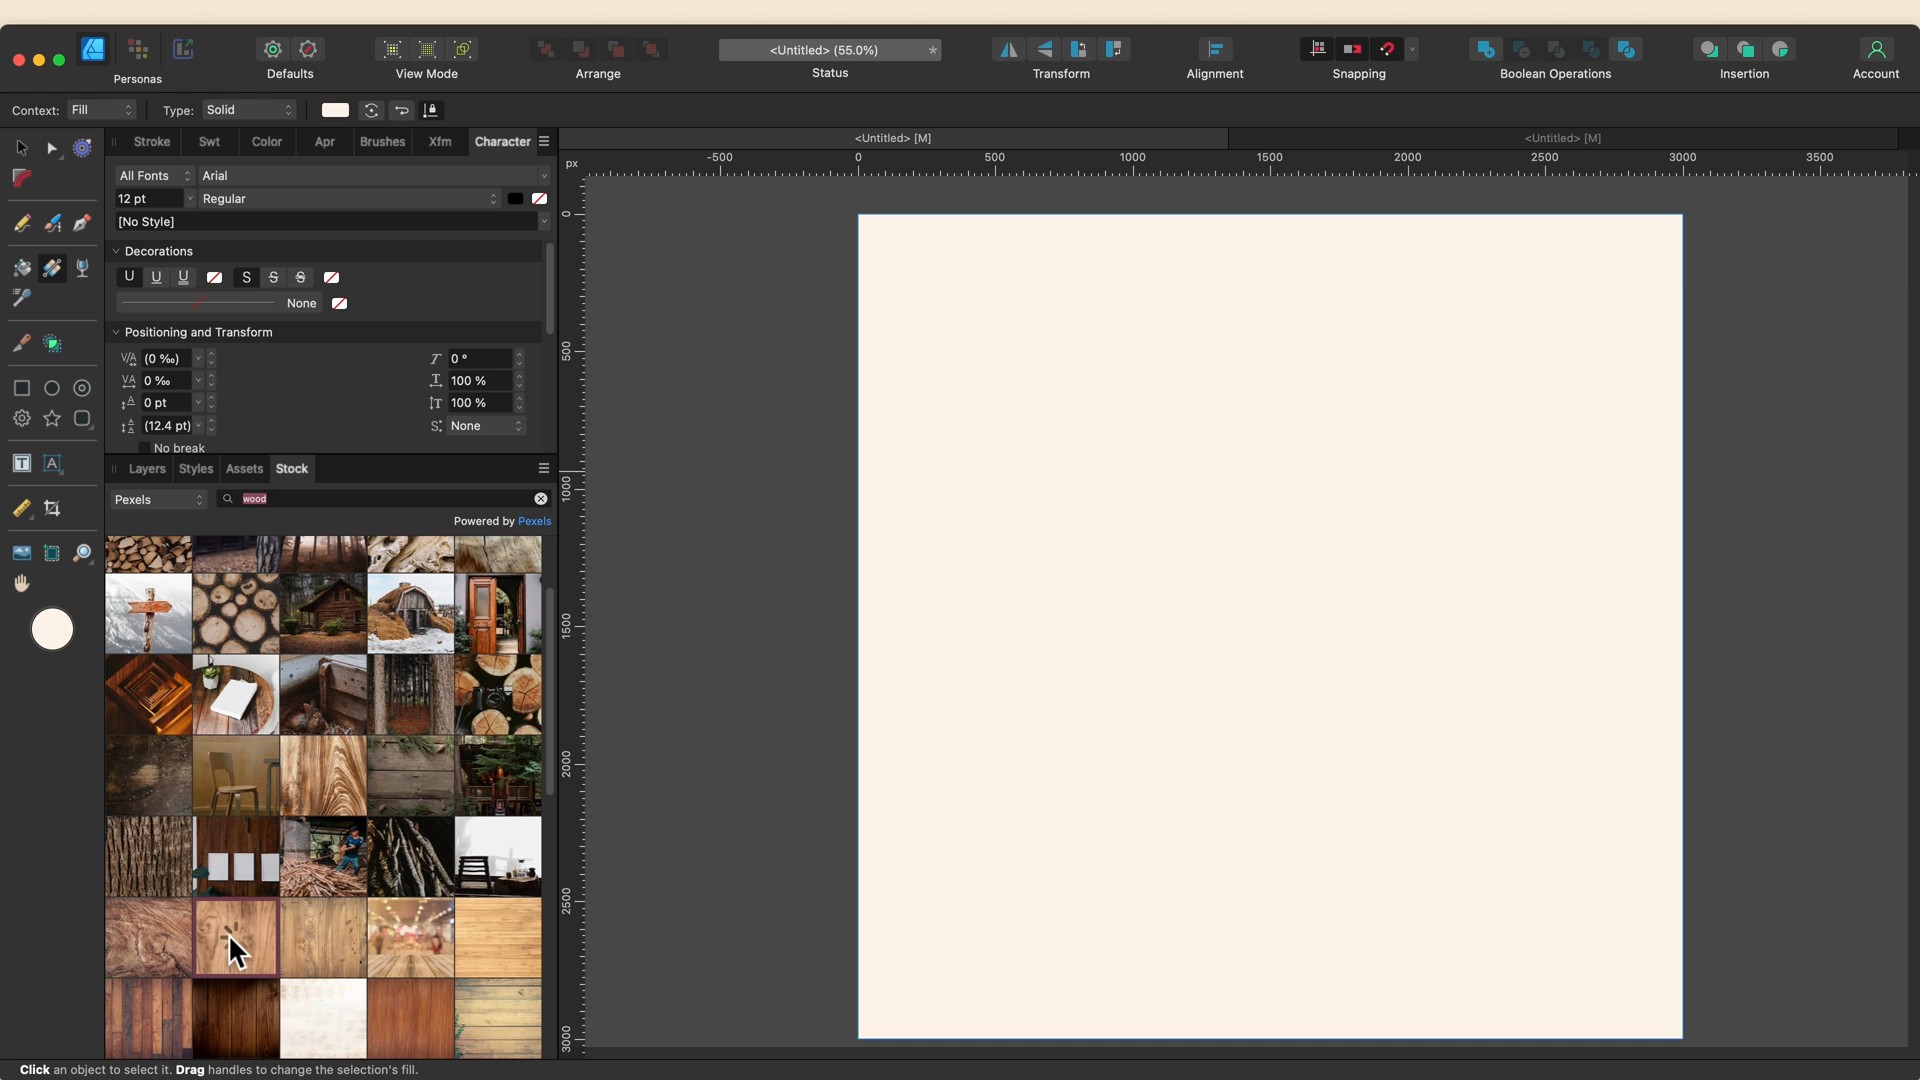 Personas
Defaults
View Mode
Arrange
<Untitled> (55.0%)
*
Status
Transform
Alignment
Snapping
Boolean Operations
Insertion
Account
Context: Fill
Type: Solid
Stroke Swt Color Apr Brushes Xfm Character
<Untitled> [M]
<Untitled> [M]
px
-500 0 500 1000 1500 2000 2500 3000 3500
All Fonts Arial
12 pt Regular
[No Style]
Decorations
U U U S S S
None
Positioning and Transform
V/A (0 ‰) T 0 °
VA 0 ‰ T 100 %
A 0 pt T 100 %
A (12.4 pt) S None
No break
Layers Styles Assets Stock
Pexels wood
Powered by Pexels
0
500
1000
1500
2000
2500
3000
Click an object to select it. Drag handles to change the selection's fill.